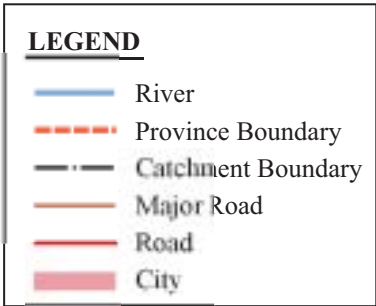 LEGEND
River
Province Boundary
Catchment Boundary
Major Road
Road
City